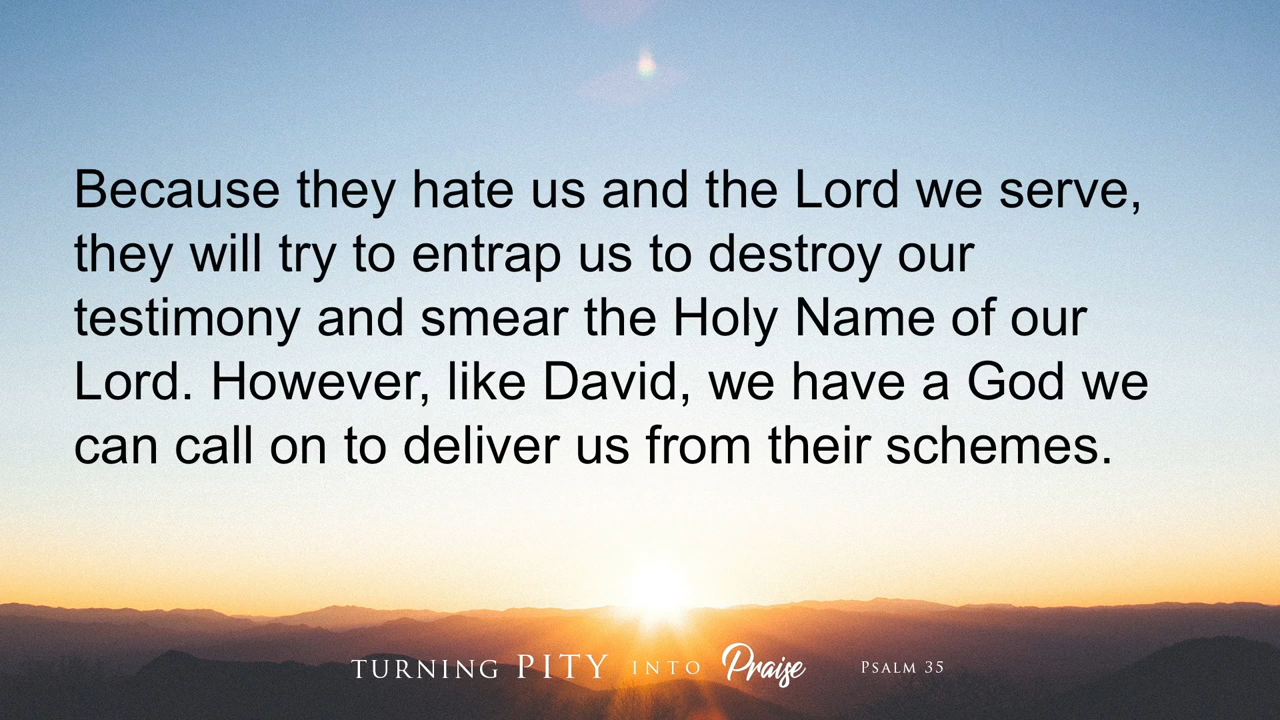 Because they hate us and the Lord we serve,
they will try to entrap us to destroy our
testimony and smear the Holy Name of our
Lord. However, like David, we have a God we
can call on to deliver us from their schemes.
TURNING PITY INTO Praise PSALM 35